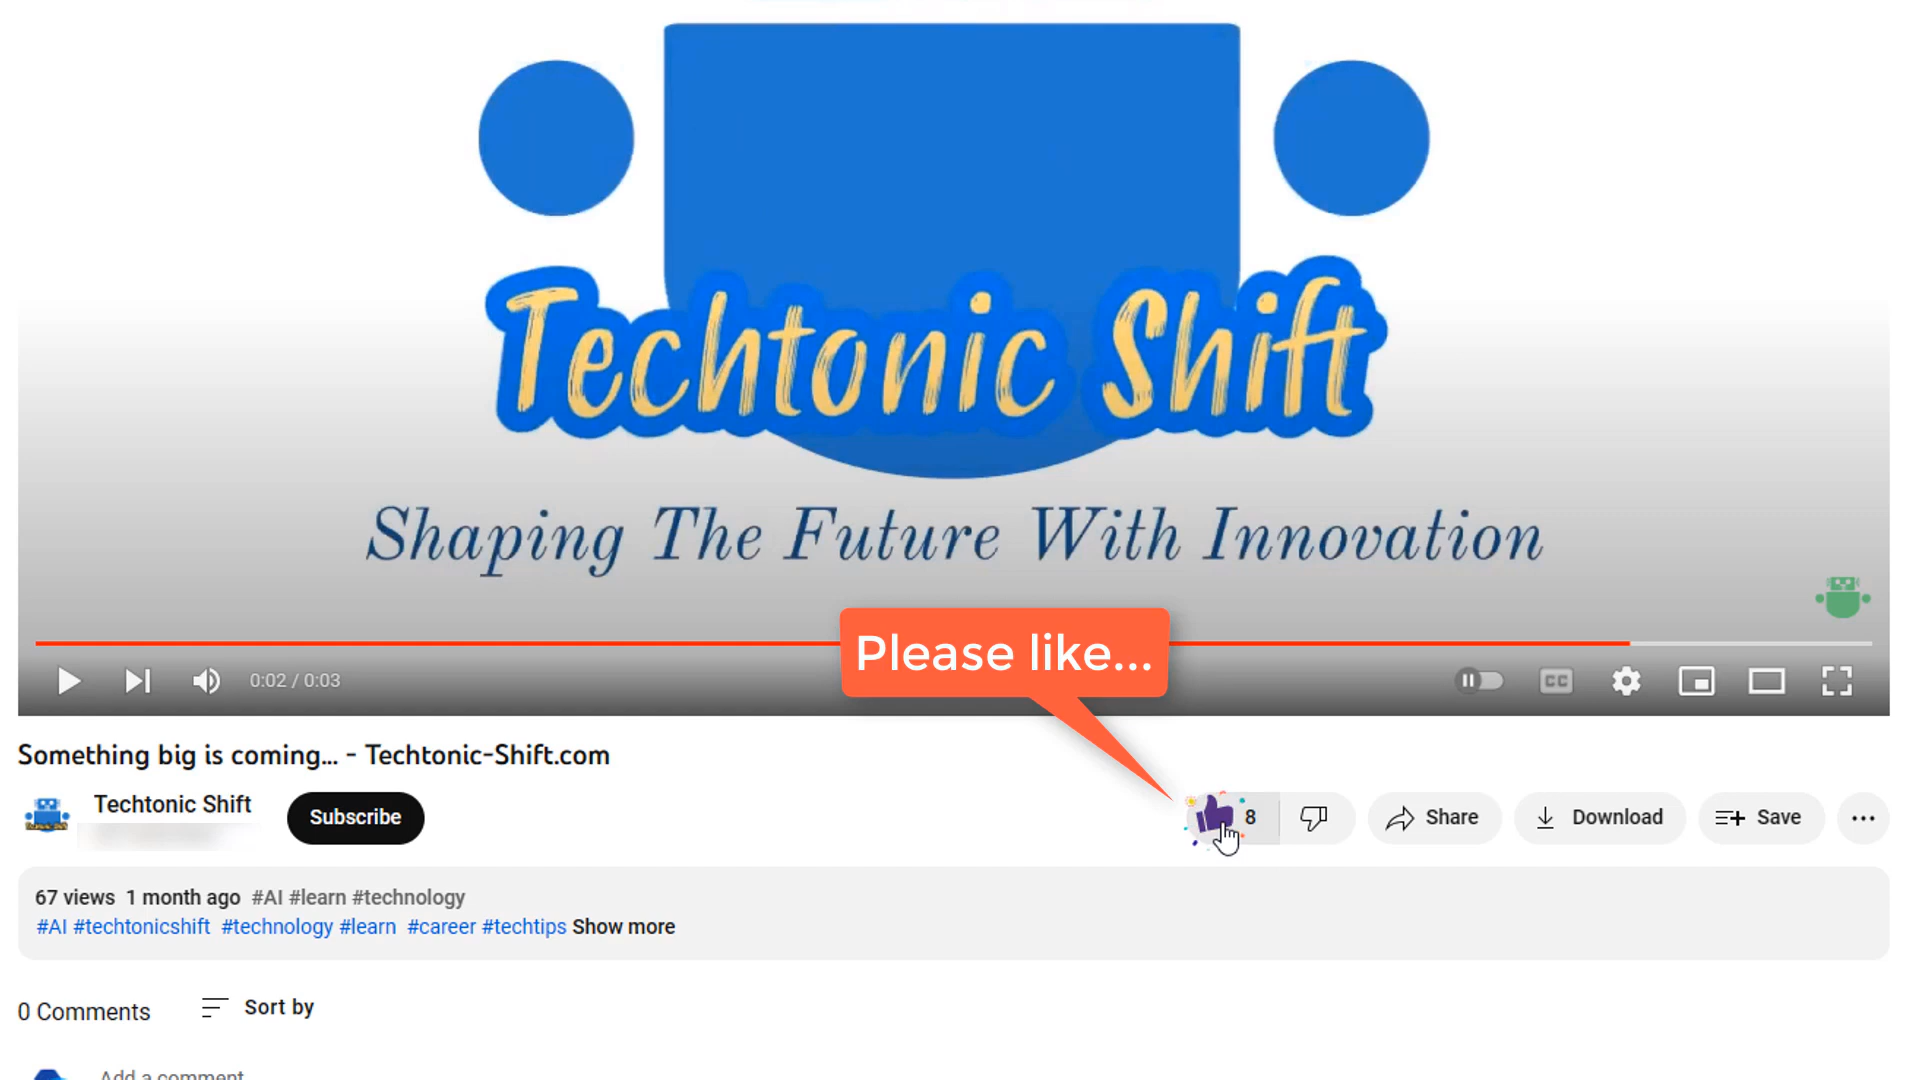 Techtonic Shift
Shaping The Future With Innovation
Please like...
0:02 / 0:03
CC
Something big is coming... - Techtonic-Shift.com
Techtonic Shift
Subscribe
8
Share
Download
Save
67 views 1 month ago #AI #learn #technology
#AI #techtonicshift #technology #learn #career #techtips Show more
0 Comments
Sort by
Add a comment